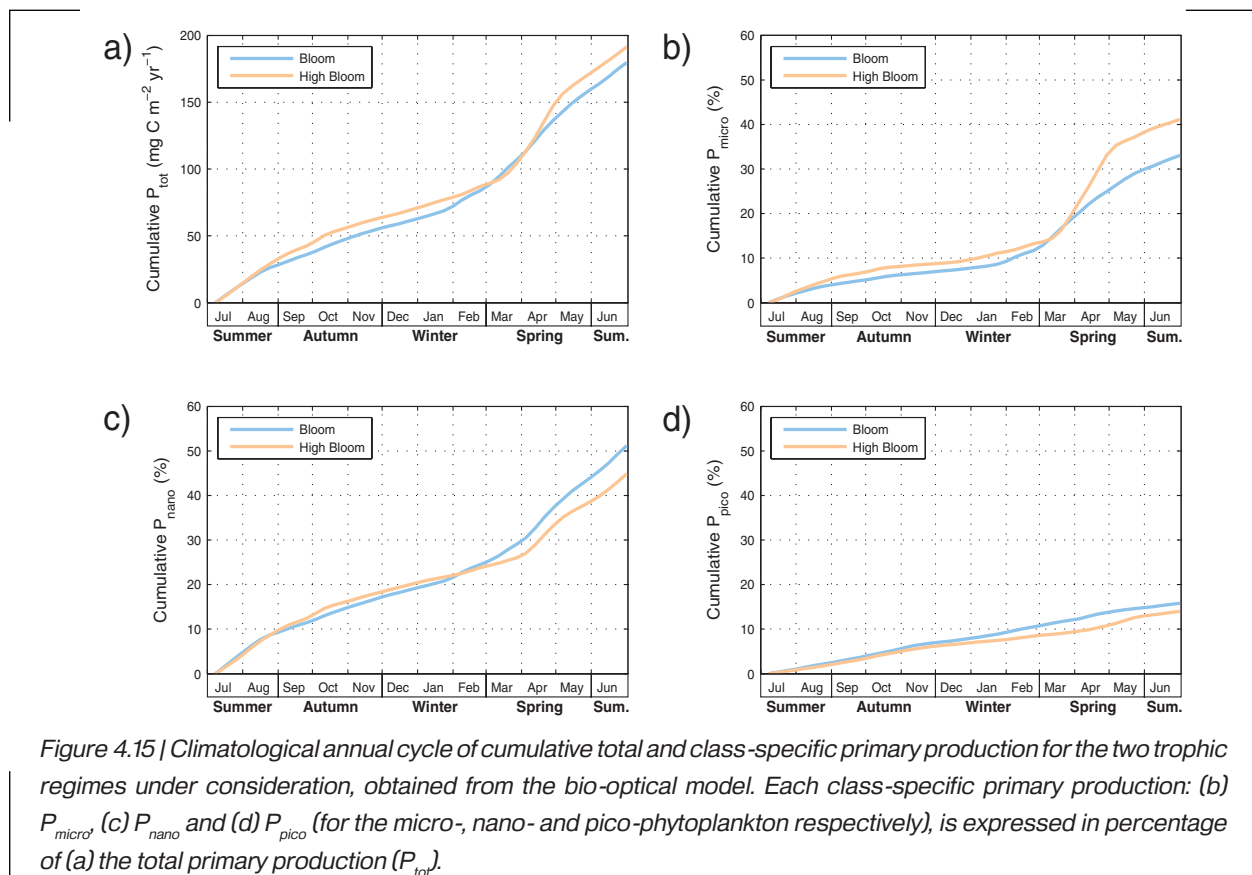 a)
Cumulative P_tot (mg C m⁻² yr⁻¹)
200
150
100
50
0
Bloom
High Bloom
Jul Aug Sep Oct Nov Dec Jan Feb Mar Apr May Jun
Summer Autumn Winter Spring Sum.
b)
Cumulative P_micro (%)
60
50
40
30
20
10
0
Bloom
High Bloom
Jul Aug Sep Oct Nov Dec Jan Feb Mar Apr May Jun
Summer Autumn Winter Spring Sum.
c)
Cumulative P_nano (%)
60
50
40
30
20
10
0
Bloom
High Bloom
Jul Aug Sep Oct Nov Dec Jan Feb Mar Apr May Jun
Summer Autumn Winter Spring Sum.
d)
Cumulative P_pico (%)
60
50
40
30
20
10
0
Bloom
High Bloom
Jul Aug Sep Oct Nov Dec Jan Feb Mar Apr May Jun
Summer Autumn Winter Spring Sum.
Figure 4.15 | Climatological annual cycle of cumulative total and class-specific primary production for the two trophic
regimes under consideration, obtained from the bio-optical model. Each class-specific primary production: (b)
P_micro, (c) P_nano and (d) P_pico (for the micro-, nano- and pico-phytoplankton respectively), is expressed in percentage
of (a) the total primary production (P_tot).